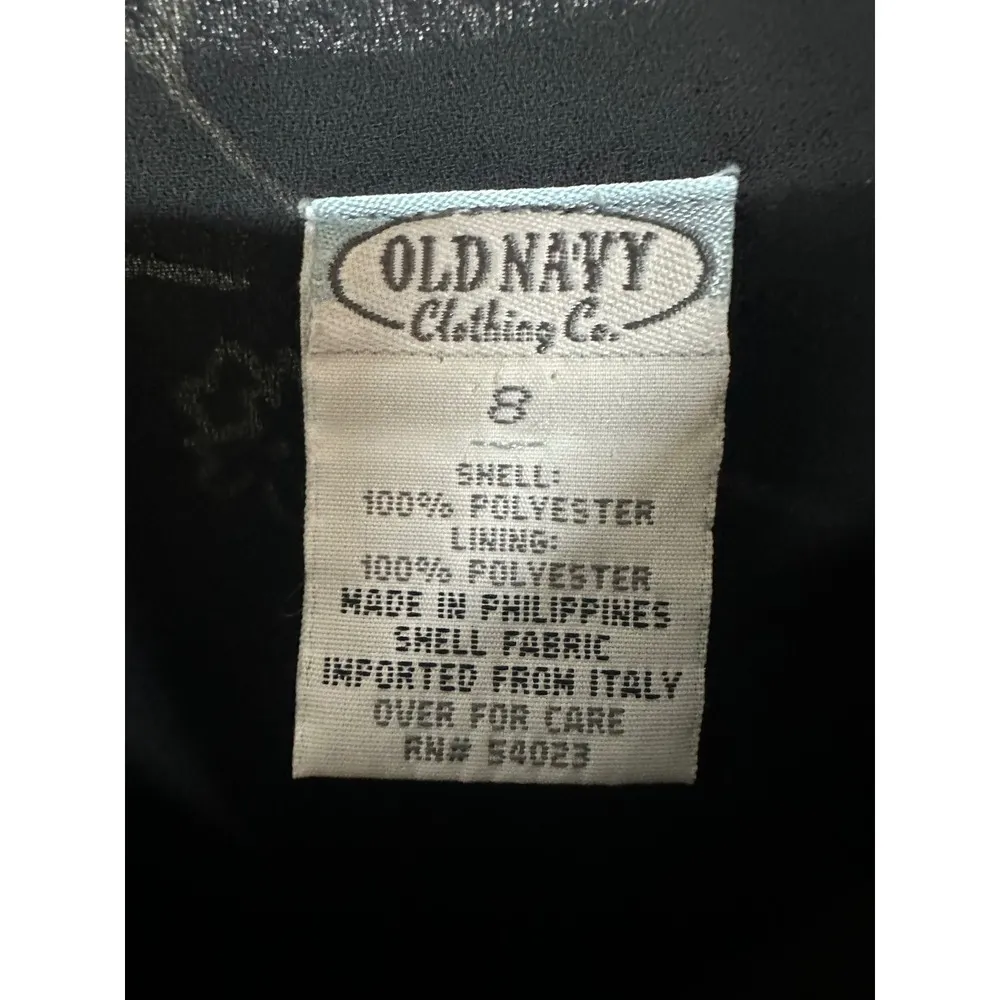 OLD NAVY
Clothing Co.
8
SHELL:
100% POLYESTER
LINING:
100% POLYESTER
MADE IN PHILIPPINES
SHELL FABRIC
IMPORTED FROM ITALY
OVER FOR CARE
RN# 54023